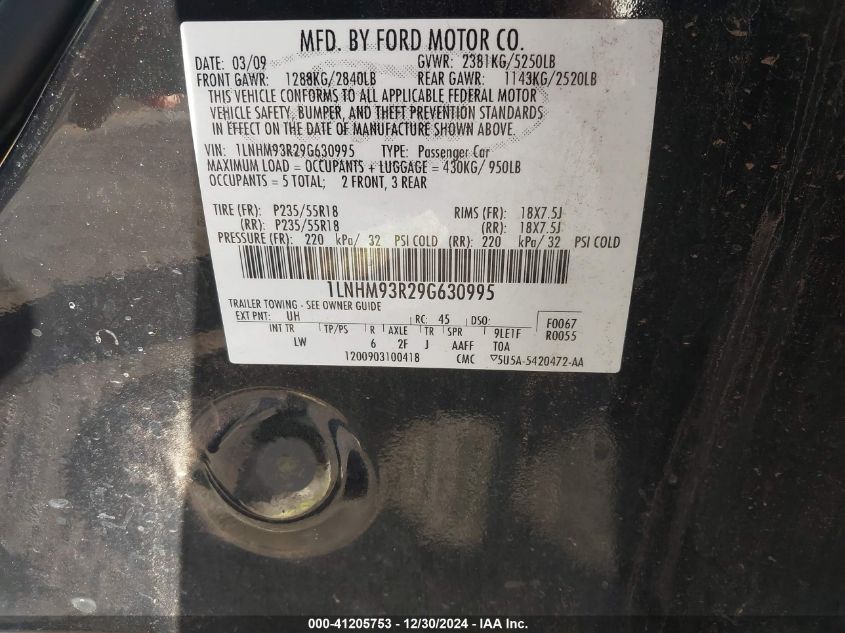 MFD. BY FORD MOTOR CO.
DATE: 03/09 GVWR: 2381KG/5250LB
FRONT GAWR: 1288KG/2840LB REAR GAWR: 1143KG/2520LB
THIS VEHICLE CONFORMS TO ALL APPLICABLE FEDERAL MOTOR
VEHICLE SAFETY, BUMPER, AND THEFT PREVENTION STANDARDS
IN EFFECT ON THE DATE OF MANUFACTURE SHOWN ABOVE.
VIN: 1LNHM93R29G630995 TYPE: Passenger Car
MAXIMUM LOAD = OCCUPANTS + LUGGAGE = 430KG/ 950LB
OCCUPANTS = 5 TOTAL; 2 FRONT, 3 REAR
TIRE (FR): P235/55R18 RIMS (FR): 18X7.5J
(RR): P235/55R18 (RR): 18X7.5J
PRESSURE (FR): 220 kPa/ 32 PSI COLD (RR): 220 kPa/ 32 PSI COLD
1LNHM93R29G630995
TRAILER TOWING - SEE OWNER GUIDE
EXT PNT: UH RC: 45 DSO: F0067
INT TR TP/PS R AXLE TR SPR 9LE1F R0055
LW 6 2F J AAFF TOA
1200903100418 CMC ▽5U5A-5420472-AA
000-41205753 - 12/30/2024 - IAA Inc.